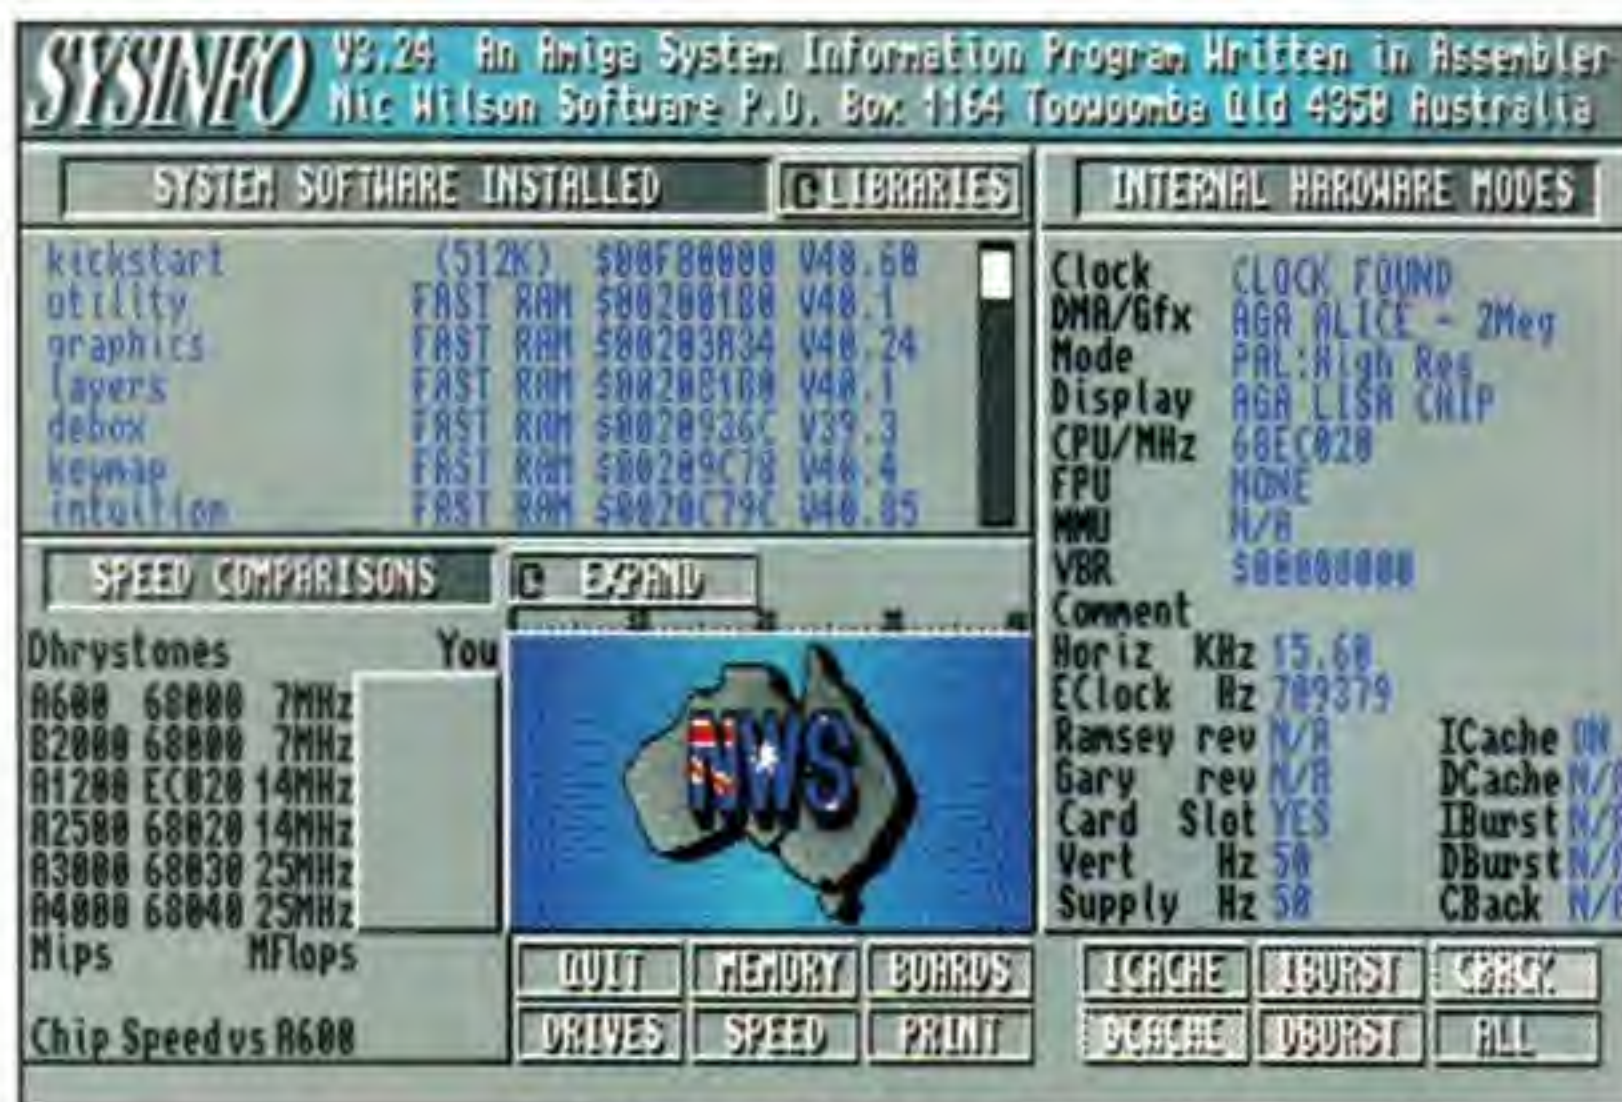 SYSINFO
V3.24 An Amiga System Information Program Written in Assembler
Nic Wilson Software P.O. Box 1164 Toowoomba Qld 4350 Australia
SYSTEM SOFTWARE INSTALLED
C LIBRARIES
kickstart (512K) $00F80000 V40.68
utility FAST RAM V40.1
graphics FAST RAM $00203A34 V40.24
layers FAST RAM V40.1
debox FAST RAM $0020936C V39.3
keymap FAST RAM $00209C78 V40.4
intuition FAST RAM $0020C79C V40.85
INTERNAL HARDWARE MODES
Clock CLOCK FOUND
DMA/Gfx AGA ALICE - 2Meg
Mode PAL:High Res
Display AGA LISA CHIP
CPU/MHz 68EC020
FPU NONE
MMU N/A
VBR $00000000
Comment
Horiz KHz 15.60
EClock Hz 709379
Ramsey rev N/A
Gary rev N/A
Card Slot YES
Vert Hz 50
Supply Hz 50
ICache ON
DCache N/A
IBurst N/A
DBurst N/A
CBack N/A
SPEED COMPARISONS
C EXPAND
10 20 30 40
Dhrystones You
A600 68000 7MHz
B2000 68000 7MHz
A1200 EC020 14MHz
A2500 68020 14MHz
A3000 68030 25MHz
A4000 68040 25MHz
Mips MFlops
Chip Speed vs A600
NWS
QUIT MEMORY BOARDS
DRIVES SPEED PRINT
ICACHE IBURST CBACK
DCACHE DBURST ALL